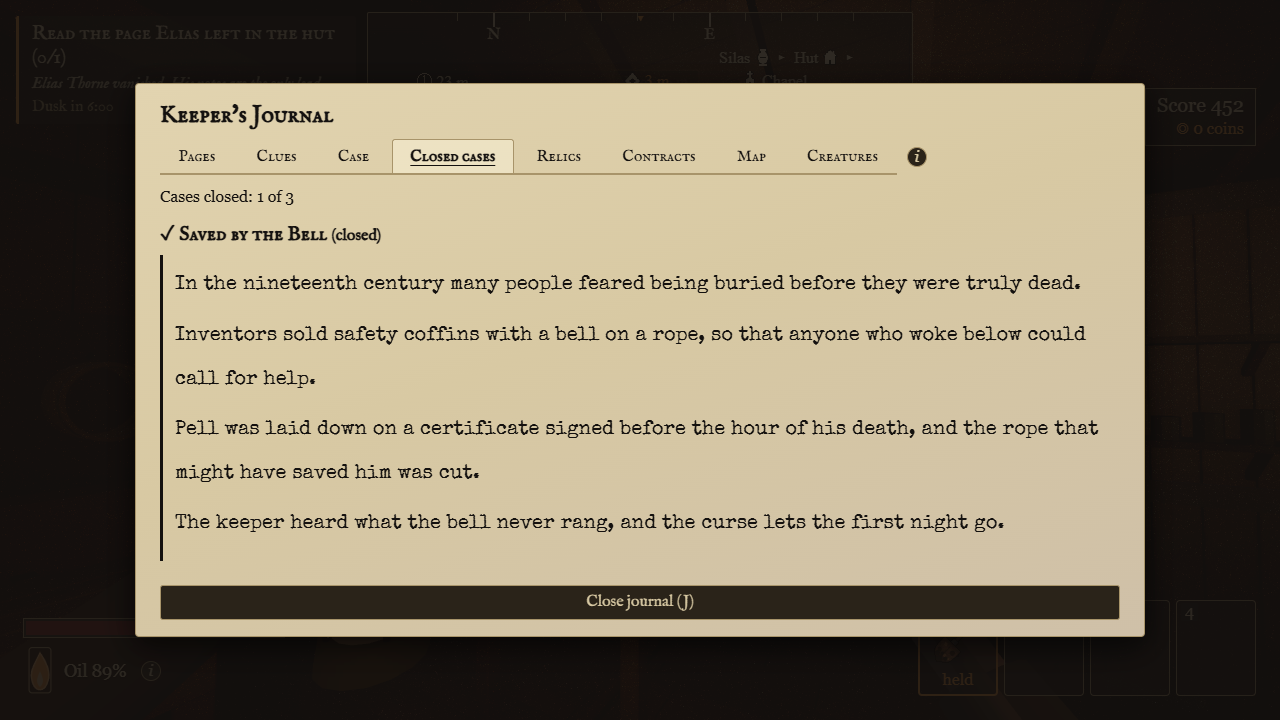 Read the page Elias left in the hut
(0/1)
Dusk in 6:00
N
E
Silas
Hut
23 m
3 m
Chapel
Score 452
0 coins
Keeper's Journal
Pages
Clues
Case
Closed cases
Relics
Contracts
Map
Creatures
i
Cases closed: 1 of 3
✓ Saved by the Bell (closed)
In the nineteenth century many people feared being buried before they were truly dead.
Inventors sold safety coffins with a bell on a rope, so that anyone who woke below could
call for help.
Pell was laid down on a certificate signed before the hour of his death, and the rope that
might have saved him was cut.
The keeper heard what the bell never rang, and the curse lets the first night go.
Close journal (J)
Oil 89%
i
held
4